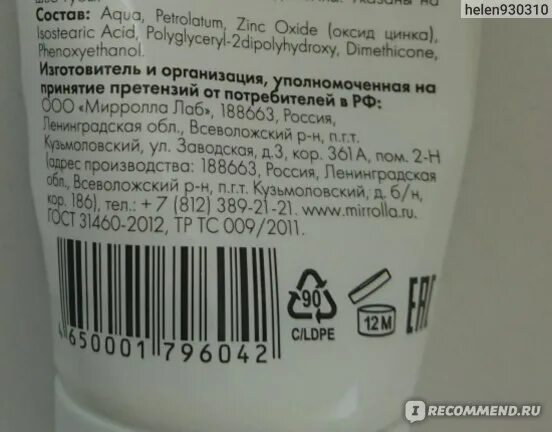 helen930310
Указаны на
Состав: Aqua, Petrolatum, Zinc Oxide (оксид цинка),
Isostearic Acid, Polyglyceryl-2dipolyhydroxy, Dimethicone,
Phenoxyethanol.
Изготовитель и организация, уполномоченная на
принятие претензий от потребителей в РФ:
ООО «Мирролла Лаб», 188663, Россия,
Ленинградская обл., Всеволожский р-н, п.г.т.
Кузьмоловский, ул. Заводская, д.3, кор. 361А, пом. 2-Н
(адрес производства: 188663, Россия, Ленинградская
обл., Всеволожский р-н, п.г.т. Кузьмоловский, д. б/н,
кор. 186), тел.: + 7 (812) 389-21-21. www.mirrolla.ru.
ГОСТ 31460-2012, ТР ТС 009/2011.
4650001796042
90
C/LDPE
12M
EAC
IRECOMMEND.RU